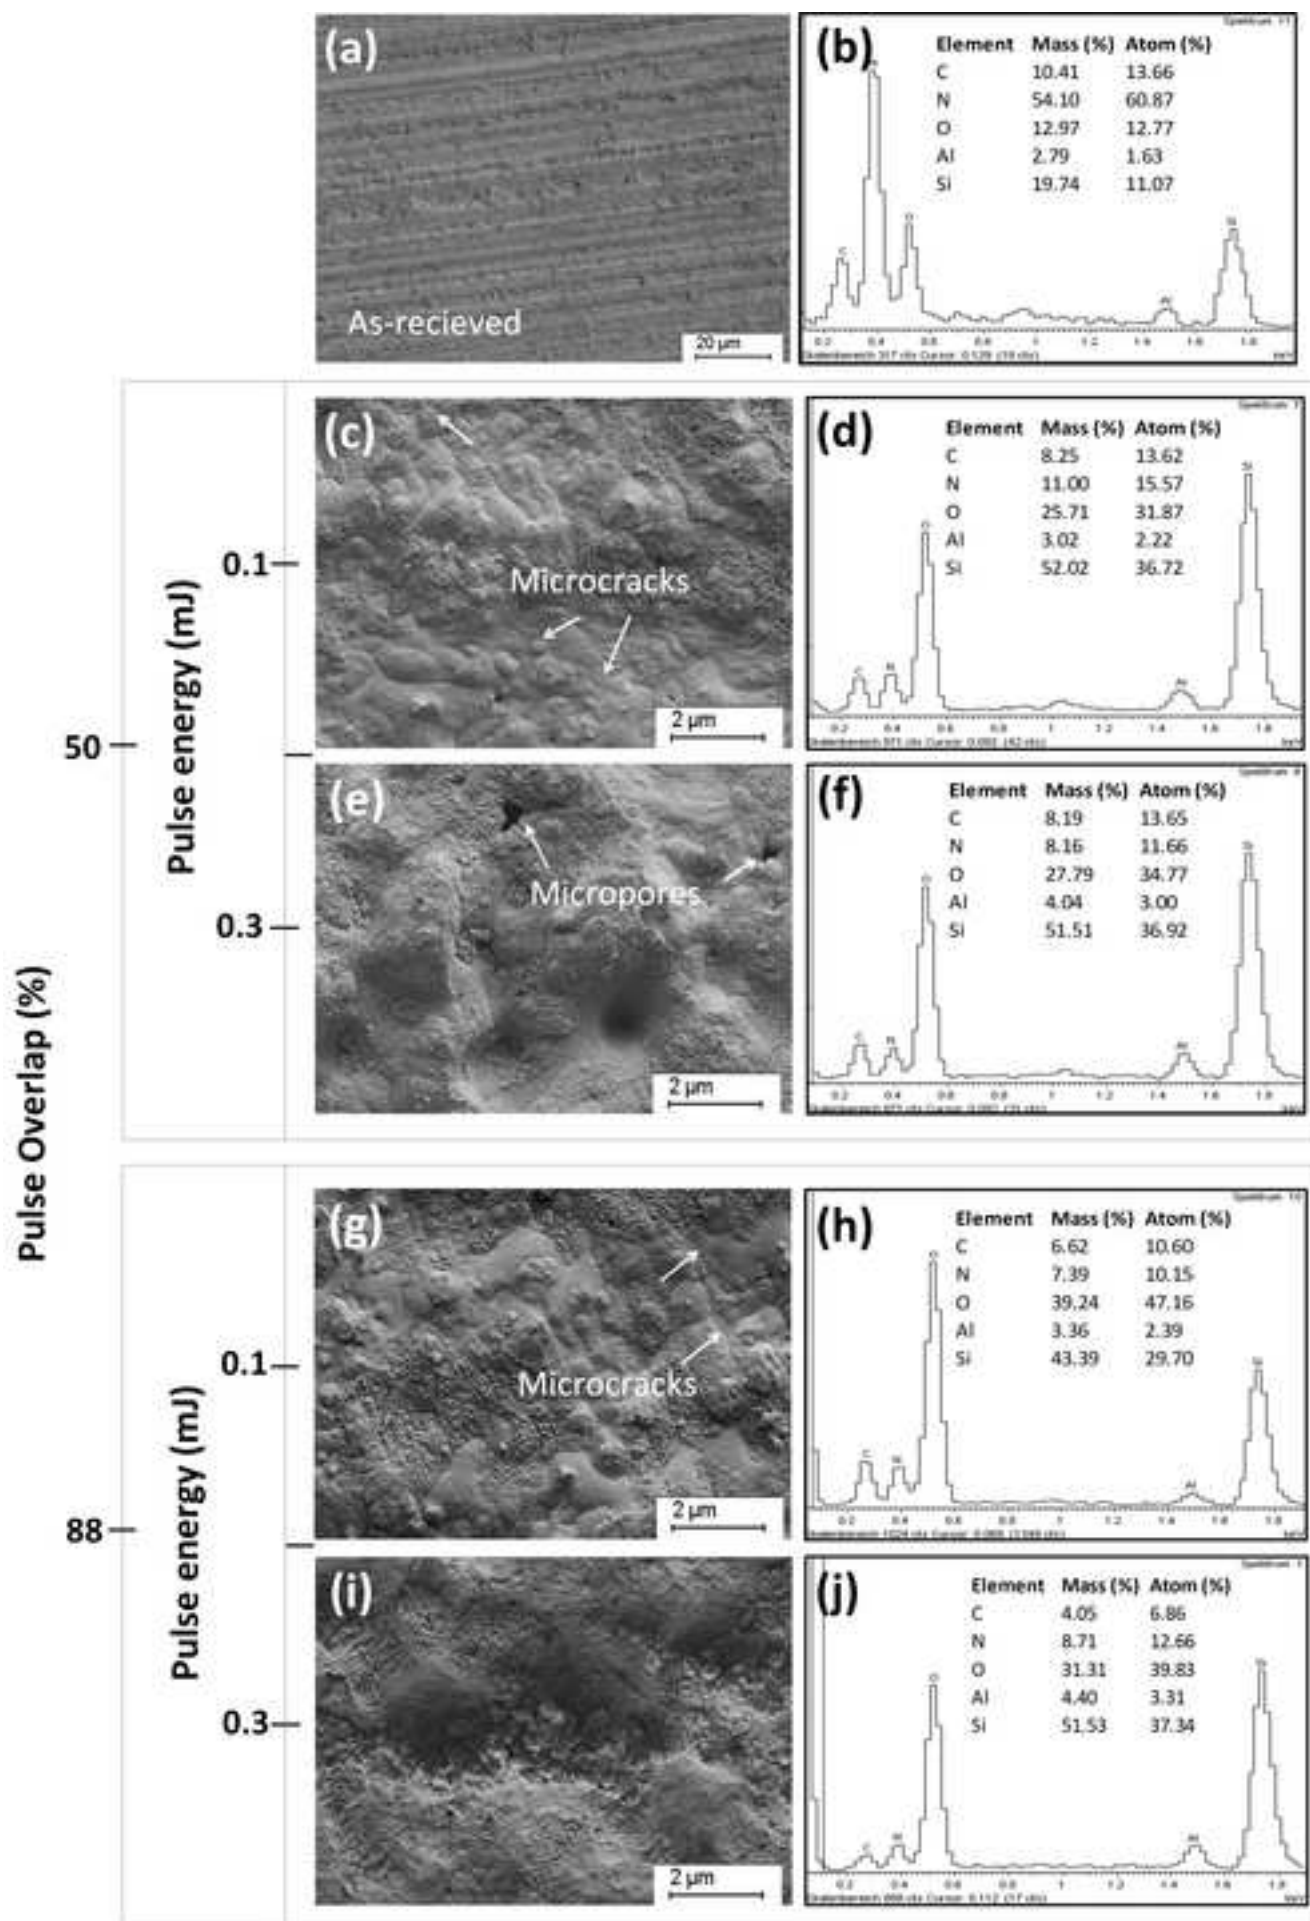 (a)
As-recieved
20 µm
(b)
Element Mass (%) Atom (%)
C 10.41 13.66
N 54.10 60.87
O 12.97 12.77
Al 2.79 1.63
Si 19.74 11.07
Pulse Overlap (%)
50
Pulse energy (mJ)
0.1
(c)
Microcracks
2 µm
(d)
Element Mass (%) Atom (%)
C 8.25 13.62
N 11.00 15.57
O 25.71 31.87
Al 3.02 2.22
Si 52.02 36.72
0.3
(e)
Micropores
2 µm
(f)
Element Mass (%) Atom (%)
C 8.19 13.65
N 8.16 11.66
O 27.79 34.77
Al 4.04 3.00
Si 51.51 36.92
88
Pulse energy (mJ)
0.1
(g)
Microcracks
2 µm
(h)
Element Mass (%) Atom (%)
C 6.62 10.60
N 7.39 10.15
O 39.24 47.16
Al 3.36 2.39
Si 43.39 29.70
0.3
(i)
2 µm
(j)
Element Mass (%) Atom (%)
C 4.05 6.86
N 8.71 12.66
O 31.31 39.83
Al 4.40 3.31
Si 51.53 37.34